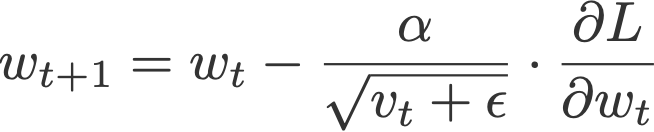 w_{t+1} = w_t - \frac{\alpha}{\sqrt{v_t + \epsilon}} \cdot \frac{\partial L}{\partial w_t}